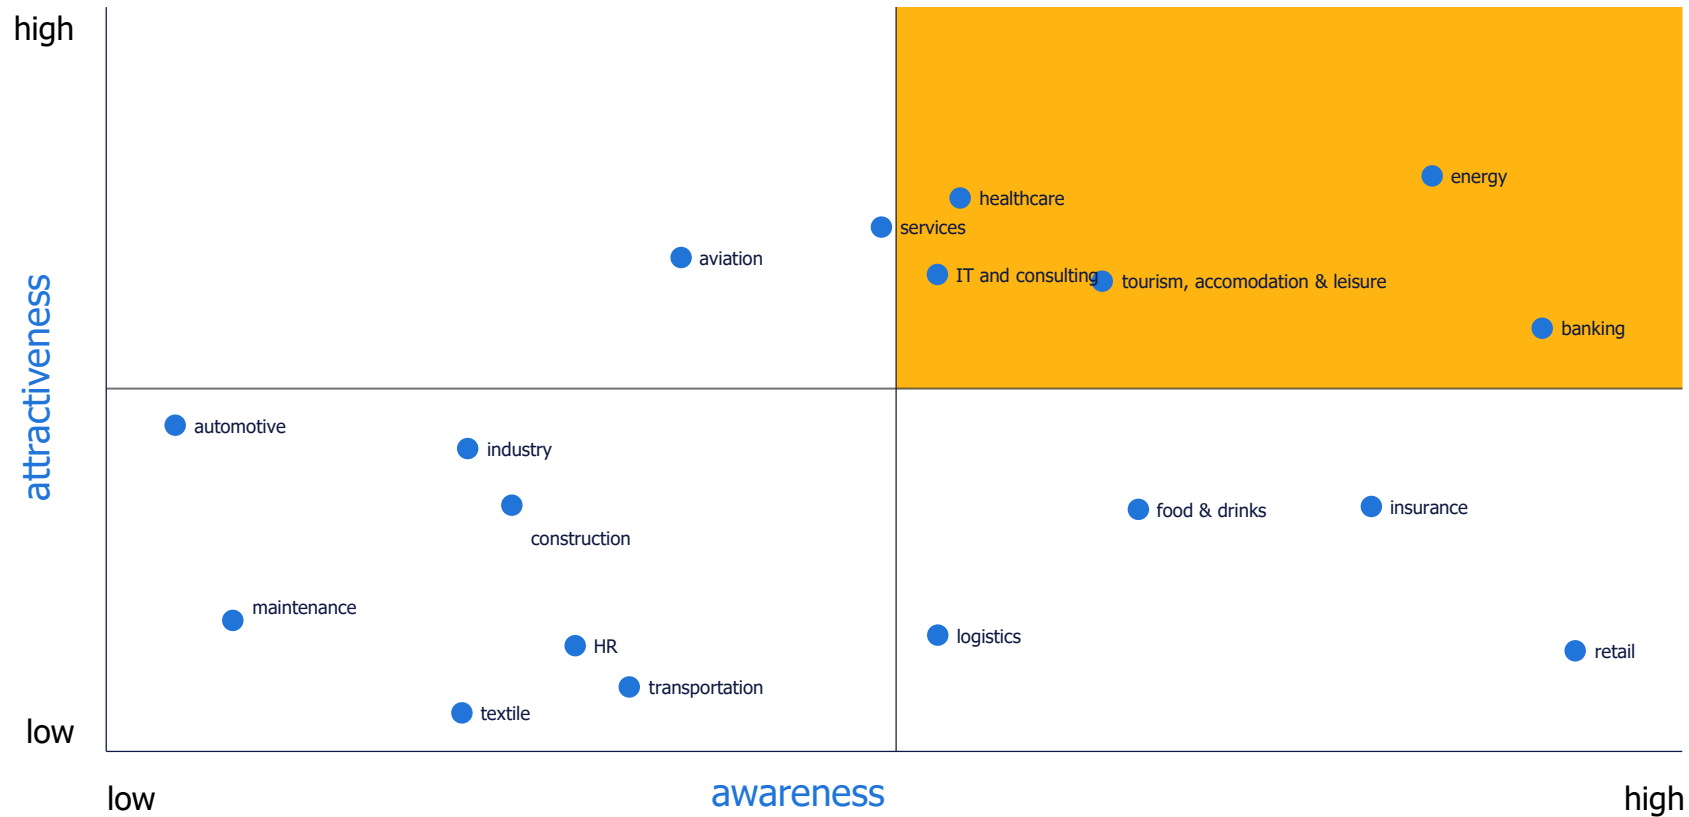 high
energy
healthcare
services
aviation
IT and consulting
tourism, accomodation & leisure
banking
attractiveness
automotive
industry
insurance
food & drinks
construction
maintenance
logistics
HR
retail
transportation
textile
low
low
awareness
high